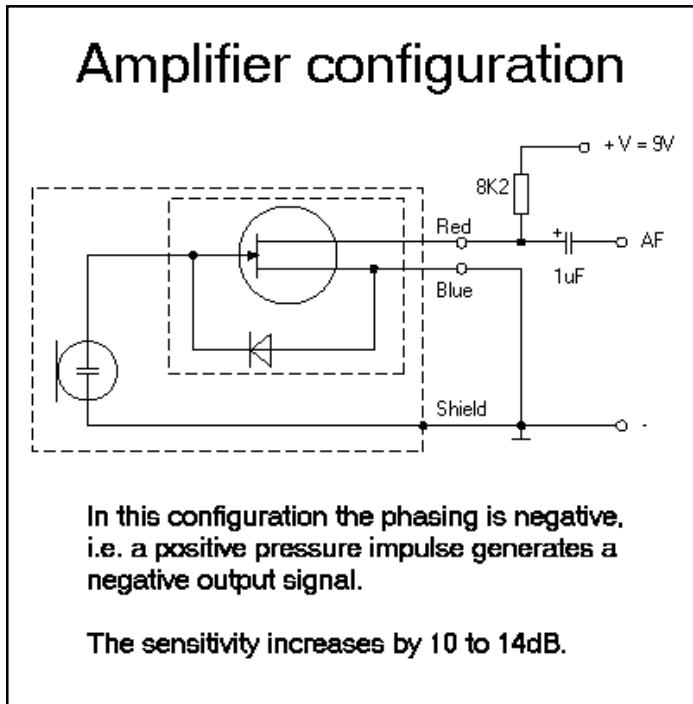 Amplifier configuration
+ V = 9V
8K2
Red
+
AF
1uF
Blue
Shield
-
In this configuration the phasing is negative,
i.e. a positive pressure impulse generates a
negative output signal.
The sensitivity increases by 10 to 14dB.